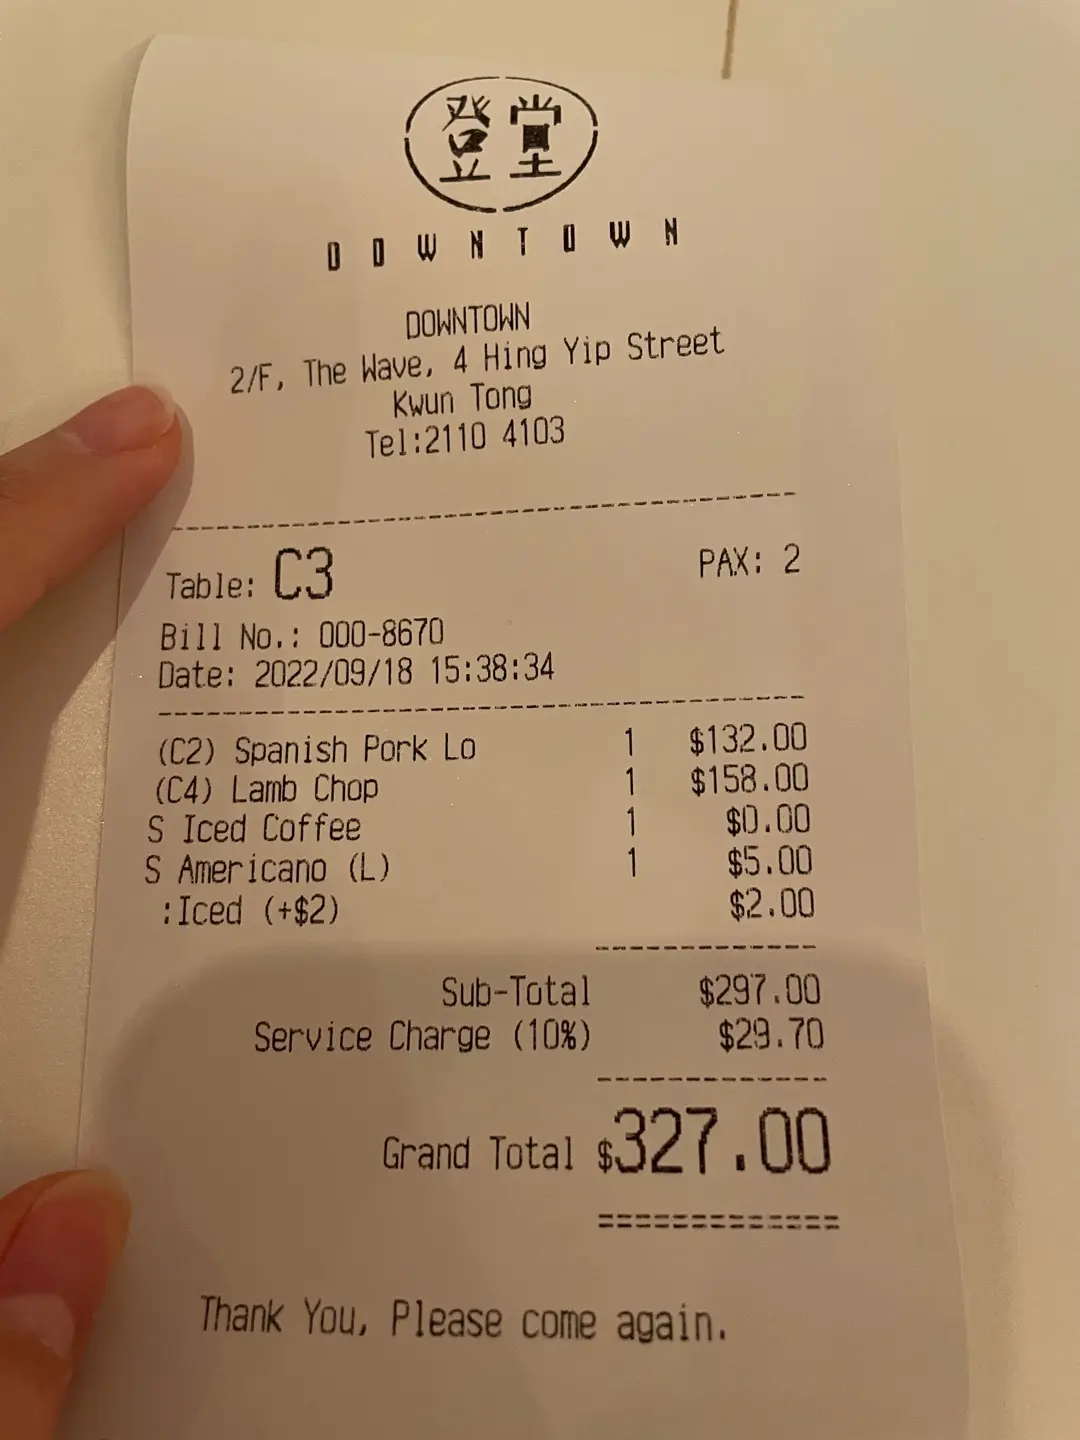 登堂
DOWNTOWN
DOWNTOWN
2/F, The Wave, 4 Hing Yip Street
Kwun Tong
Tel:2110 4103
Table: C3 PAX: 2
Bill No.: 000-8670
Date: 2022/09/18 15:38:34
(C2) Spanish Pork Lo 1 $132.00
(C4) Lamb Chop 1 $158.00
S Iced Coffee 1 $0.00
S Americano (L) 1 $5.00
:Iced (+$2) $2.00
Sub-Total $297.00
Service Charge (10%) $29.70
Grand Total $327.00
Thank You, Please come again.